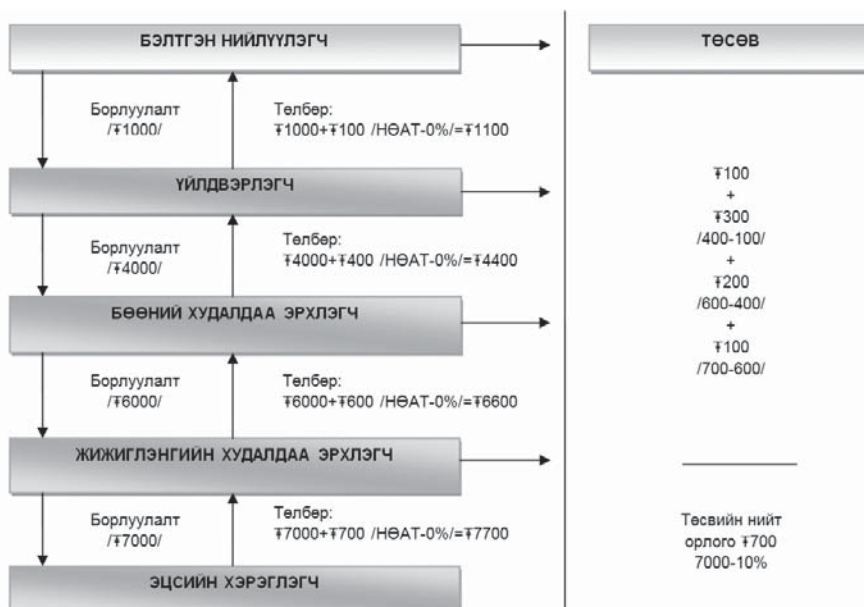 БЭЛТГЭН НИЙЛҮҮЛЭГЧ
Борлуулалт
/₮1000/
Төлбөр:
₮1000+₮100 /НӨАТ-0%/=₮1100
ҮЙЛДВЭРЛЭГЧ
Борлуулалт
/₮4000/
Төлбөр:
₮4000+₮400 /НӨАТ-0%/=₮4400
БӨӨНИЙ ХУДАЛДАА ЭРХЛЭГЧ
Борлуулалт
/₮6000/
Төлбөр:
₮6000+₮600 /НӨАТ-0%/=₮6600
ЖИЖИГЛЭНГИЙН ХУДАЛДАА ЭРХЛЭГЧ
Борлуулалт
/₮7000/
Төлбөр:
₮7000+₮700 /НӨАТ-0%/=₮7700
ЭЦСИЙН ХЭРЭГЛЭГЧ
ТӨСӨВ
₮100
+
₮300
/400-100/
+
₮200
/600-400/
+
₮100
/700-600/
Төсвийн нийт
орлого ₮700
7000-10%